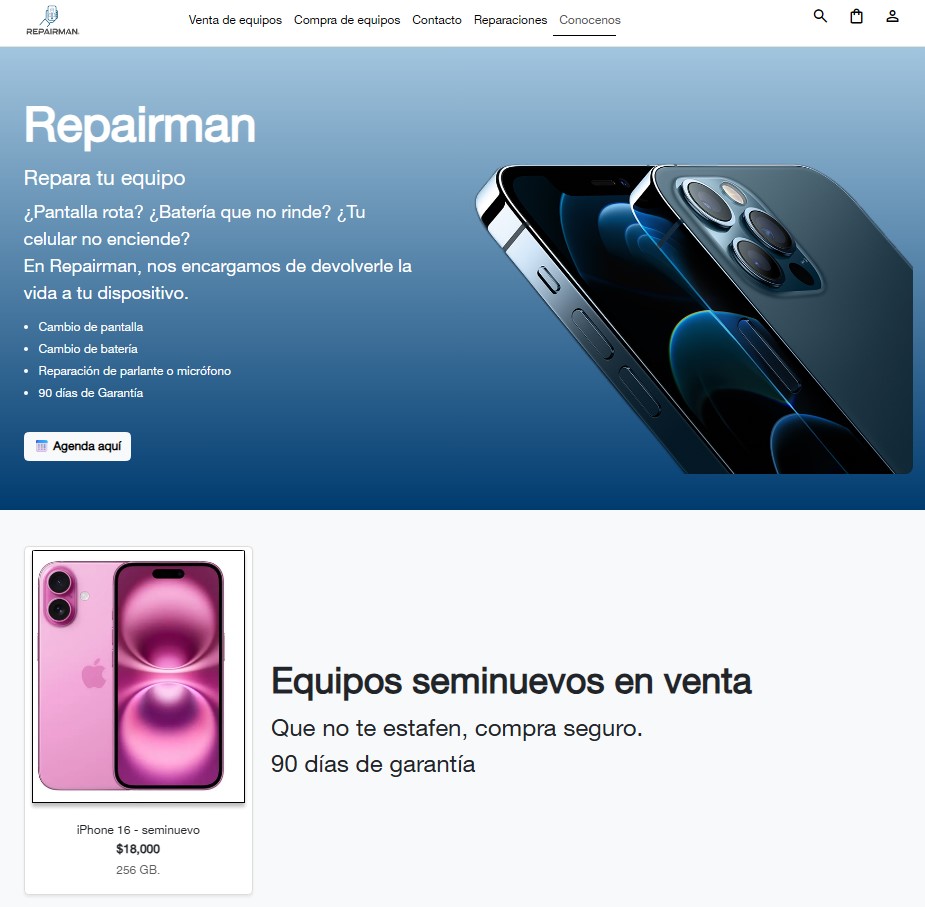 REPAIRMAN.
Venta de equipos Compra de equipos Contacto Reparaciones Conocenos
Repairman
Repara tu equipo
¿Pantalla rota? ¿Batería que no rinde? ¿Tu
celular no enciende?
En Repairman, nos encargamos de devolverle la
vida a tu dispositivo.
Cambio de pantalla
Cambio de batería
Reparación de parlante o micrófono
90 días de Garantía
Agenda aquí
Equipos seminuevos en venta
Que no te estafen, compra seguro.
90 días de garantía
iPhone 16 - seminuevo
$18,000
256 GB.